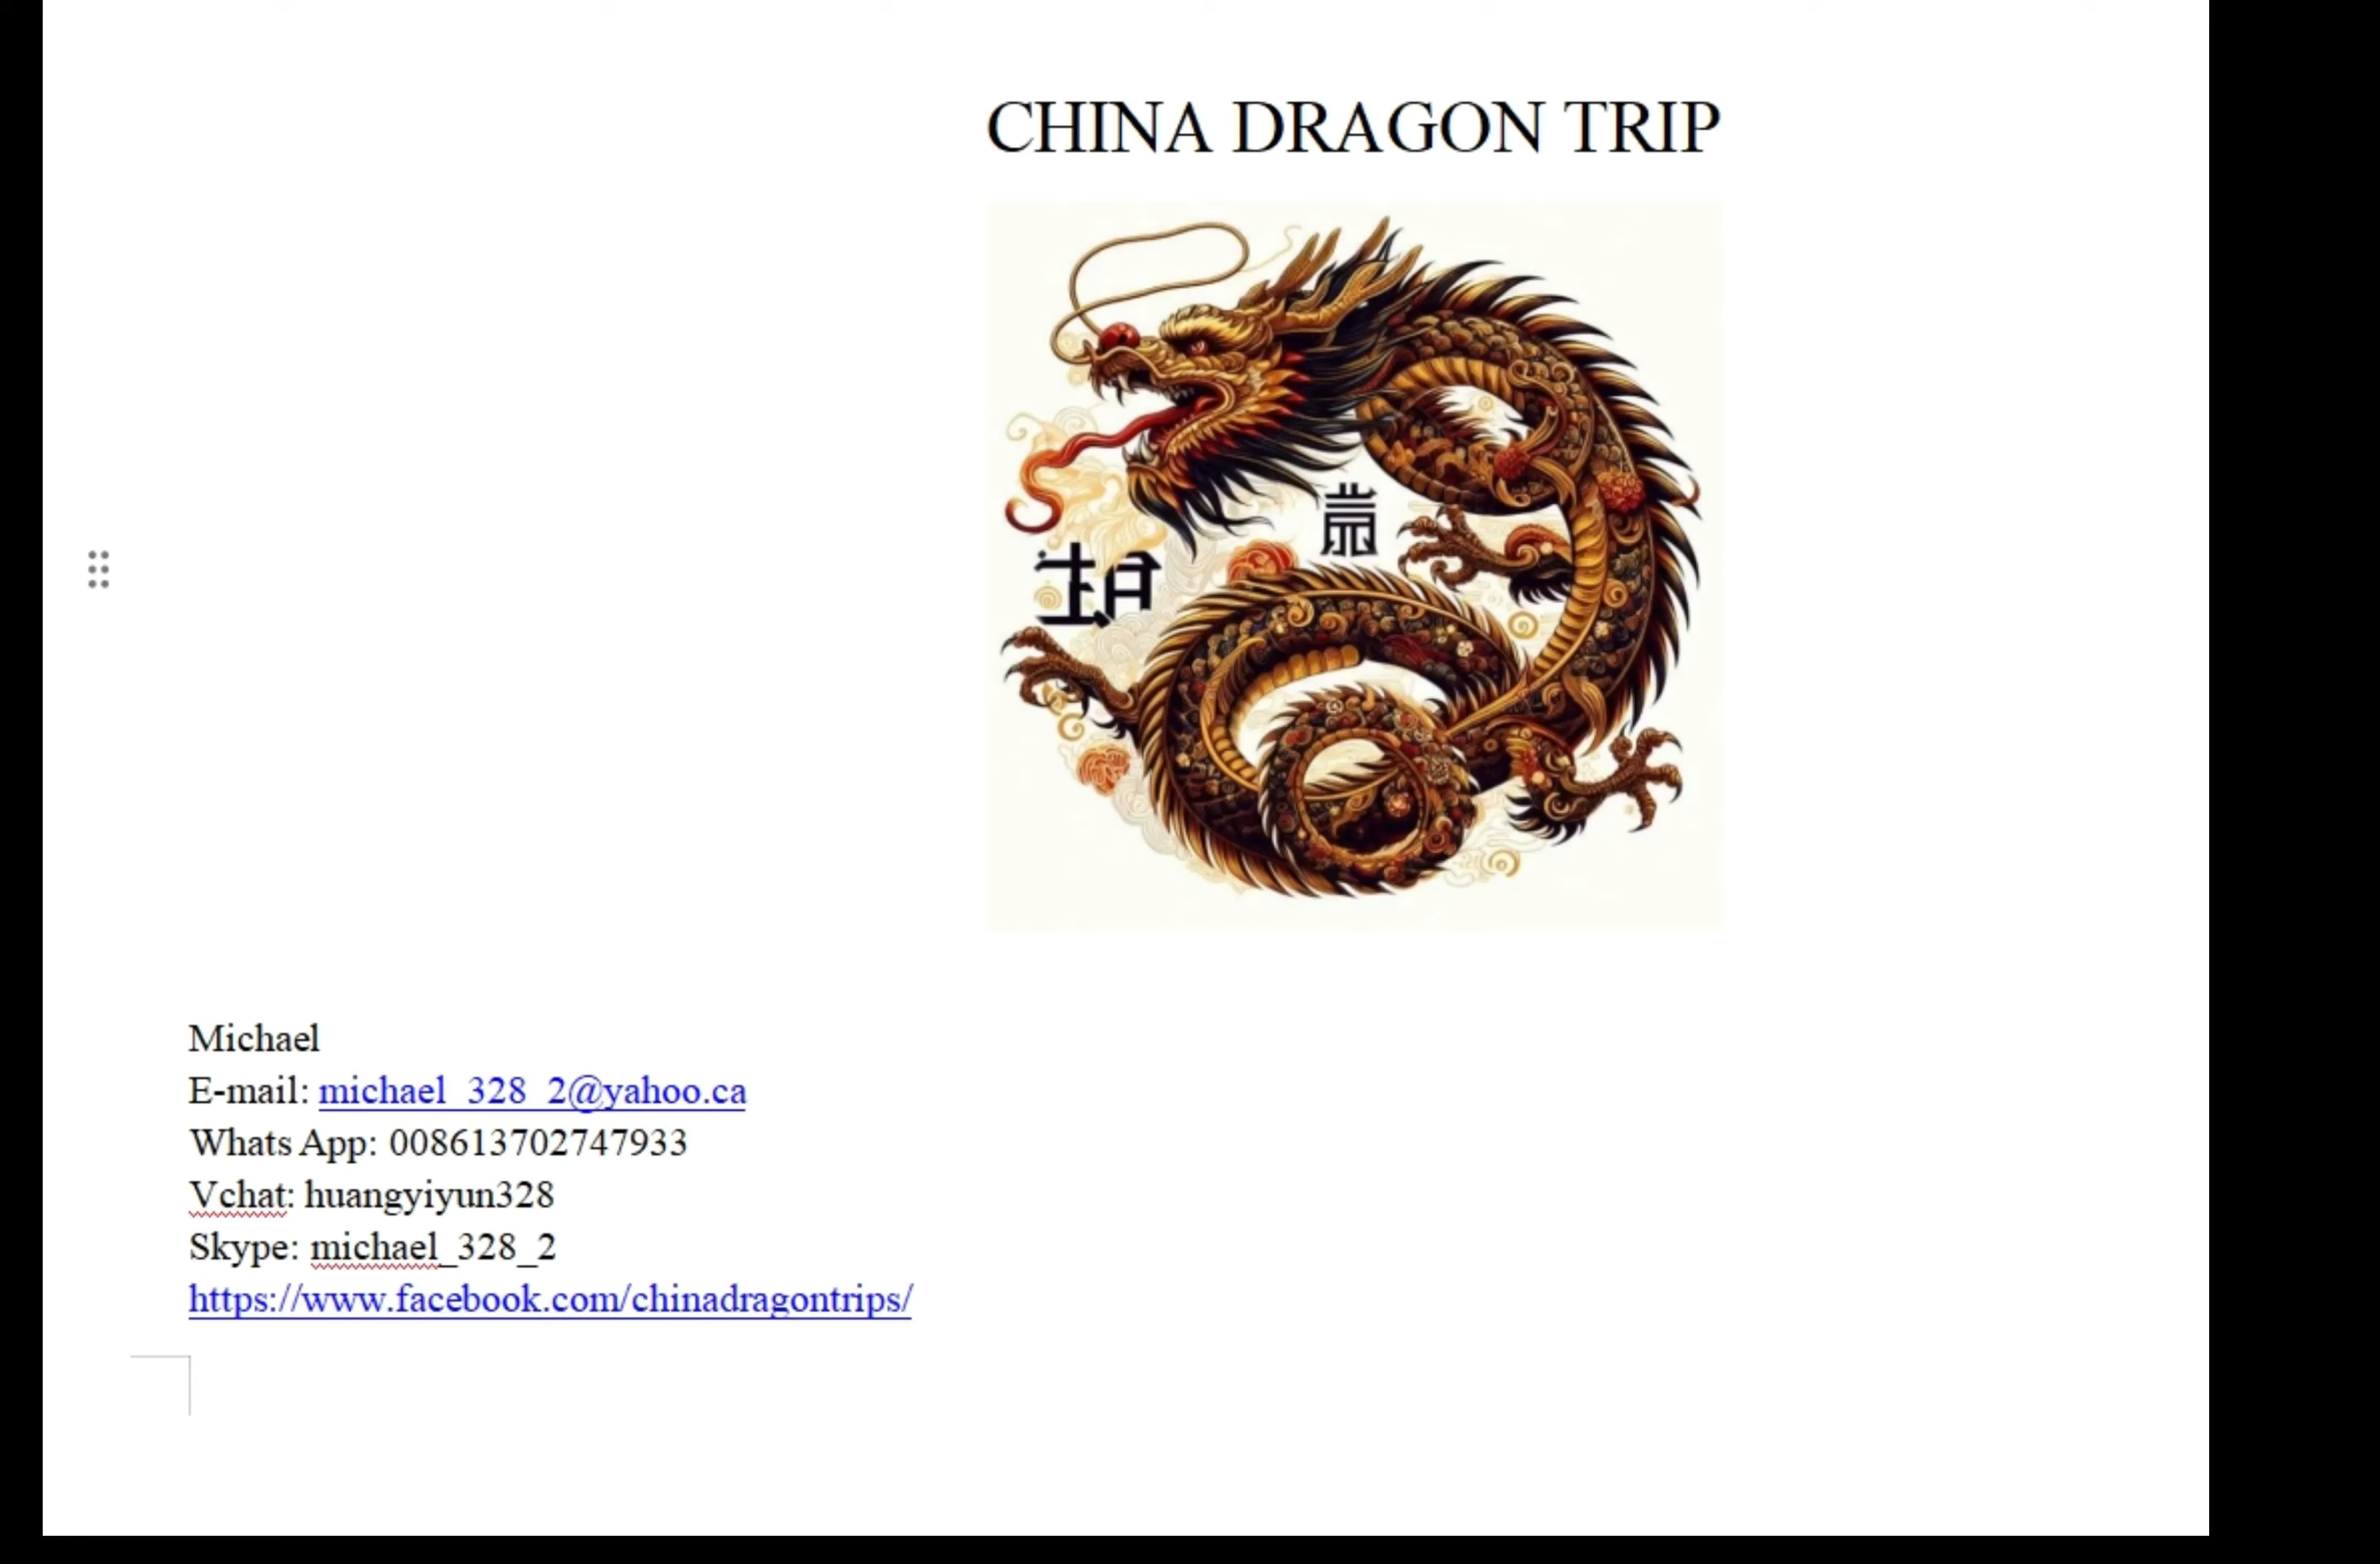 CHINA DRAGON TRIP
Michael
E-mail: michael_328_2@yahoo.ca
Whats App: 008613702747933
Vchat: huangyiyun328
Skype: michael_328_2
https://www.facebook.com/chinadragontrips/